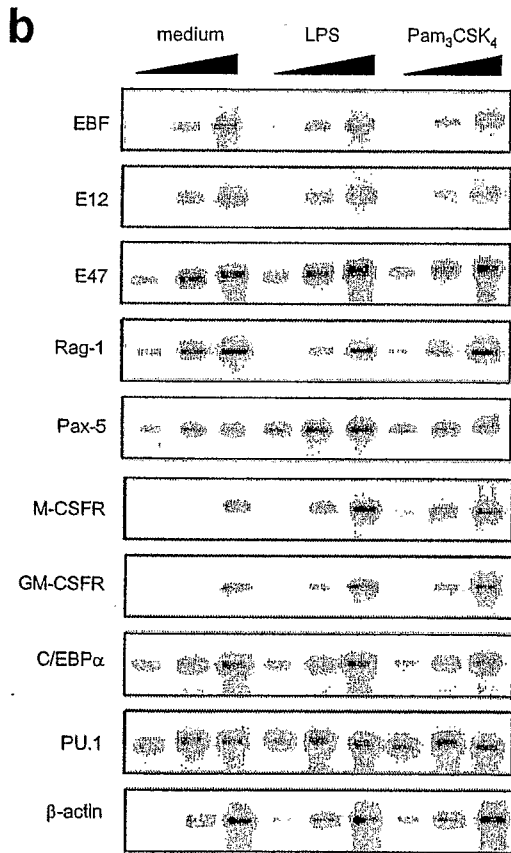 b
medium LPS Pam₃CSK₄
EBF
E12
E47
Rag-1
Pax-5
M-CSFR
GM-CSFR
C/EBPα
PU.1
β-actin